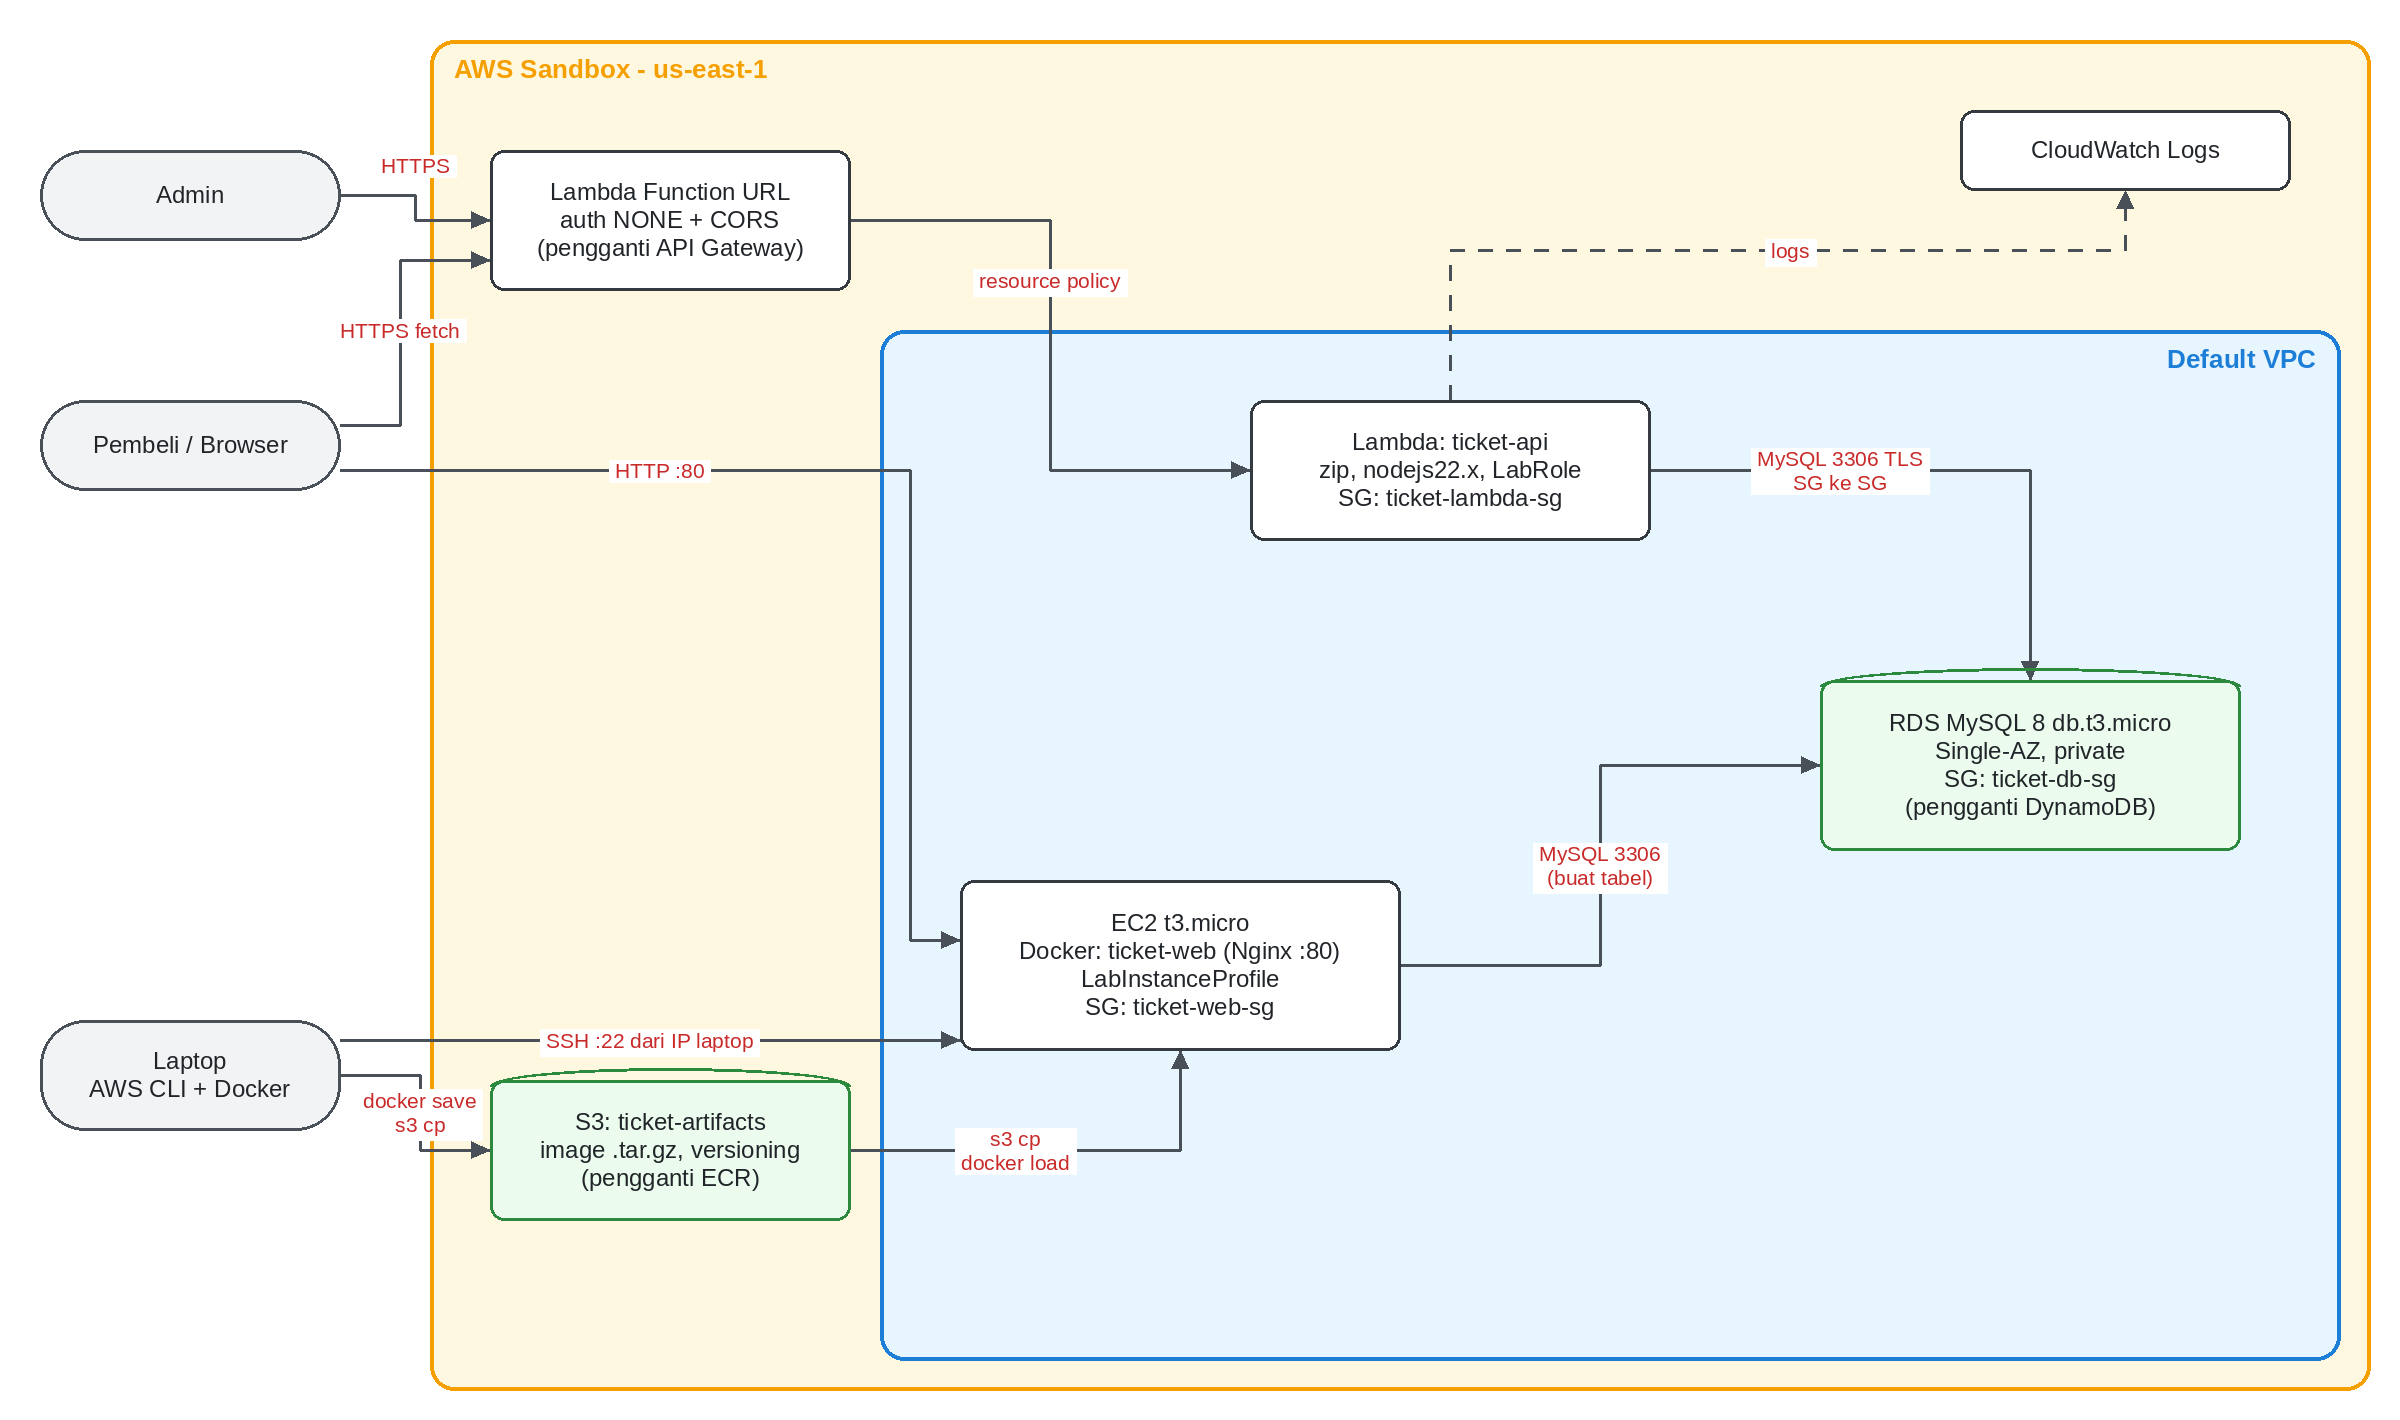 AWS Sandbox - us-east-1
CloudWatch Logs
Admin
HTTPS
Lambda Function URL
auth NONE + CORS
(pengganti API Gateway)
resource policy
logs
HTTPS fetch
Default VPC
Pembeli / Browser
HTTP :80
Lambda: ticket-api
zip, nodejs22.x, LabRole
SG: ticket-lambda-sg
MySQL 3306 TLS
SG ke SG
RDS MySQL 8 db.t3.micro
Single-AZ, private
SG: ticket-db-sg
(pengganti DynamoDB)
MySQL 3306
(buat tabel)
EC2 t3.micro
Docker: ticket-web (Nginx :80)
LabInstanceProfile
SG: ticket-web-sg
Laptop
AWS CLI + Docker
SSH :22 dari IP laptop
docker save
s3 cp
S3: ticket-artifacts
image .tar.gz, versioning
(pengganti ECR)
s3 cp
docker load